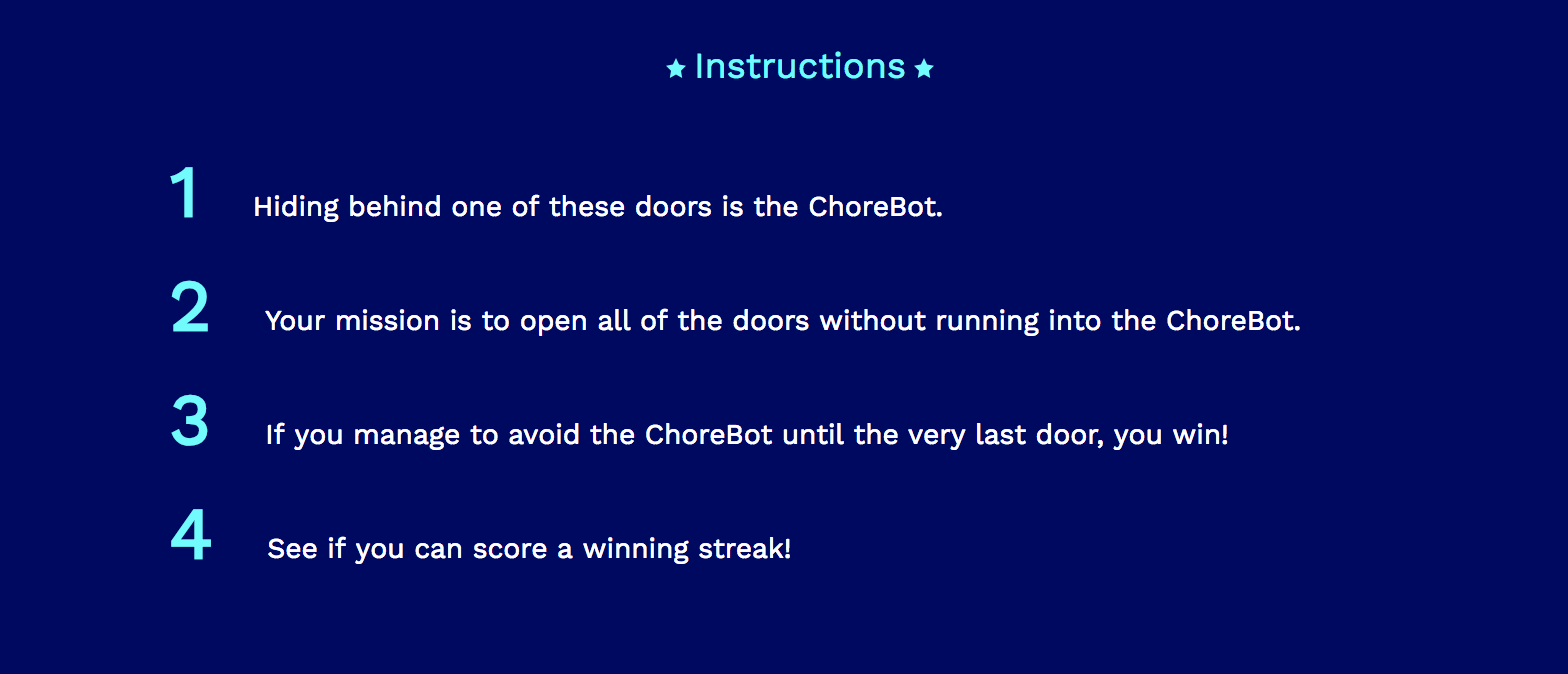 ★ Instructions ★
1 Hiding behind one of these doors is the ChoreBot.
2 Your mission is to open all of the doors without running into the ChoreBot.
3 If you manage to avoid the ChoreBot until the very last door, you win!
4 See if you can score a winning streak!